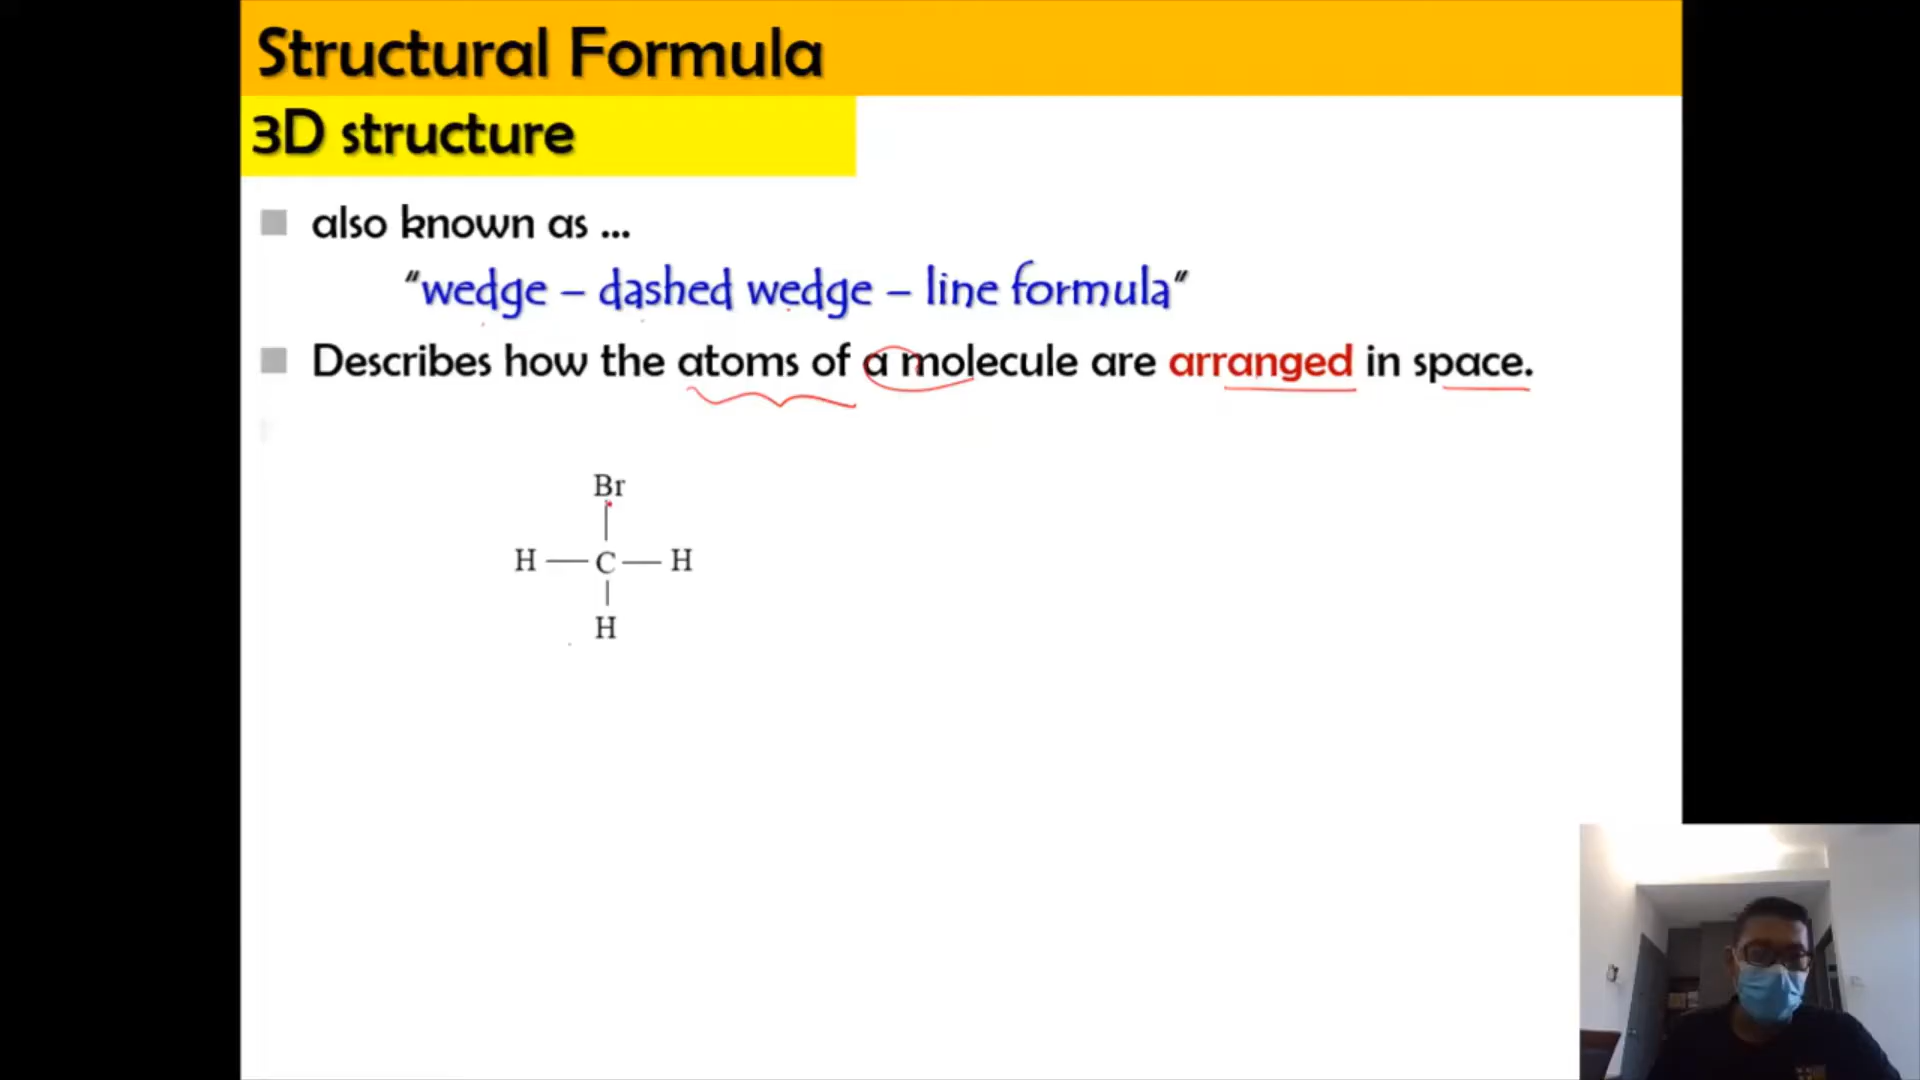 Structural Formula
3D structure
also known as ...
"wedge – dashed wedge – line formula"
Describes how the atoms of a molecule are arranged in space.
Br
H — C — H
H